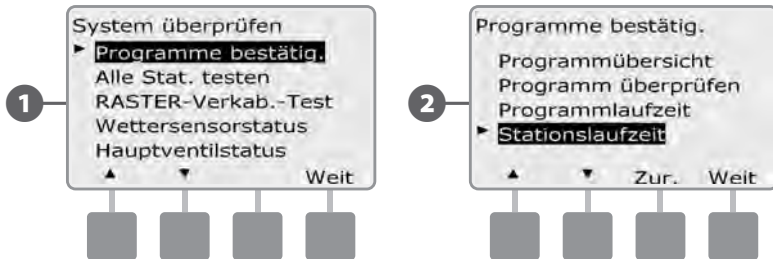 1
System überprüfen
Programme bestätig.
Alle Stat. testen
RASTER-Verkab.-Test
Wettersensorstatus
Hauptventilstatus
Weit
2
Programme bestätig.
Programmübersicht
Programm überprüfen
Programmlaufzeit
Stationslaufzeit
Zur. Weit